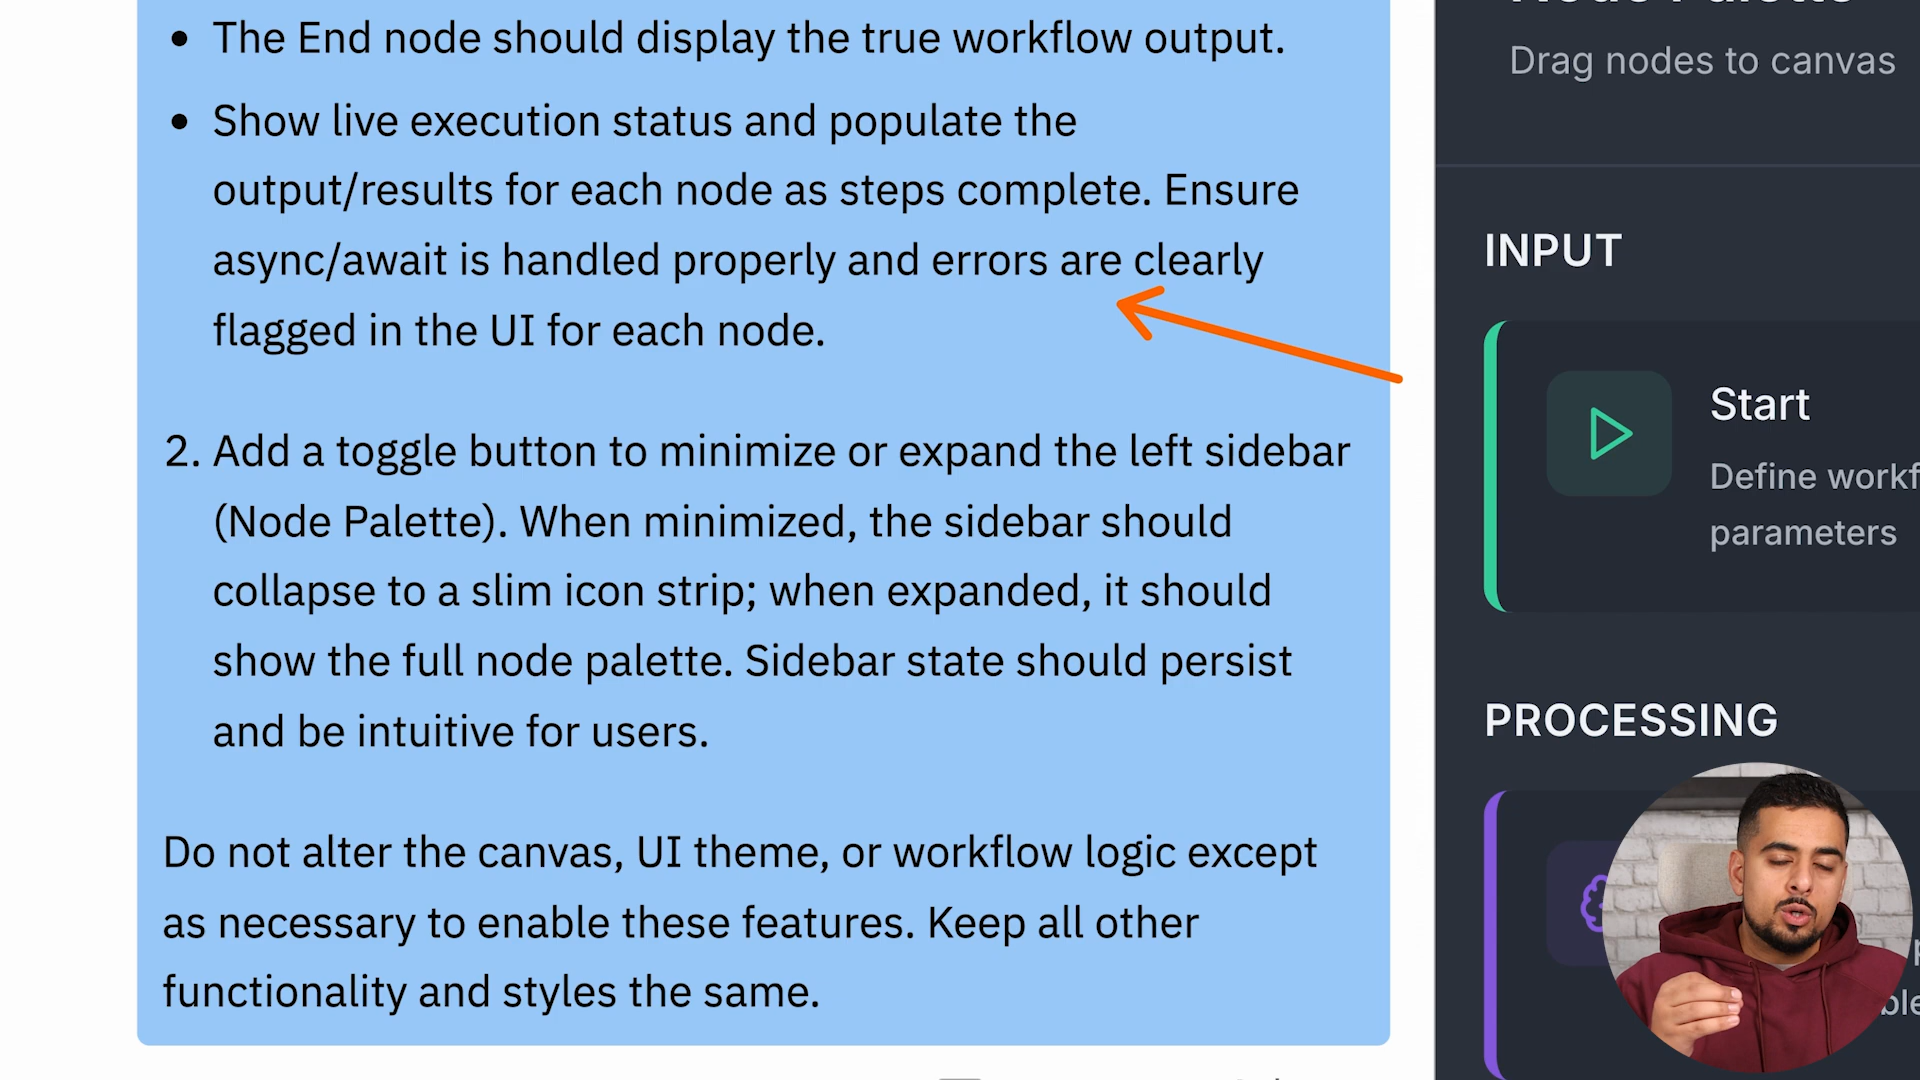 • The End node should display the true workflow output.
• Show live execution status and populate the
output/results for each node as steps complete. Ensure
async/await is handled properly and errors are clearly
flagged in the UI for each node.
2. Add a toggle button to minimize or expand the left sidebar
(Node Palette). When minimized, the sidebar should
collapse to a slim icon strip; when expanded, it should
show the full node palette. Sidebar state should persist
and be intuitive for users.
Do not alter the canvas, UI theme, or workflow logic except
as necessary to enable these features. Keep all other
functionality and styles the same.
Node Palette
Drag nodes to canvas
INPUT
Start
Define workf
parameters
PROCESSING